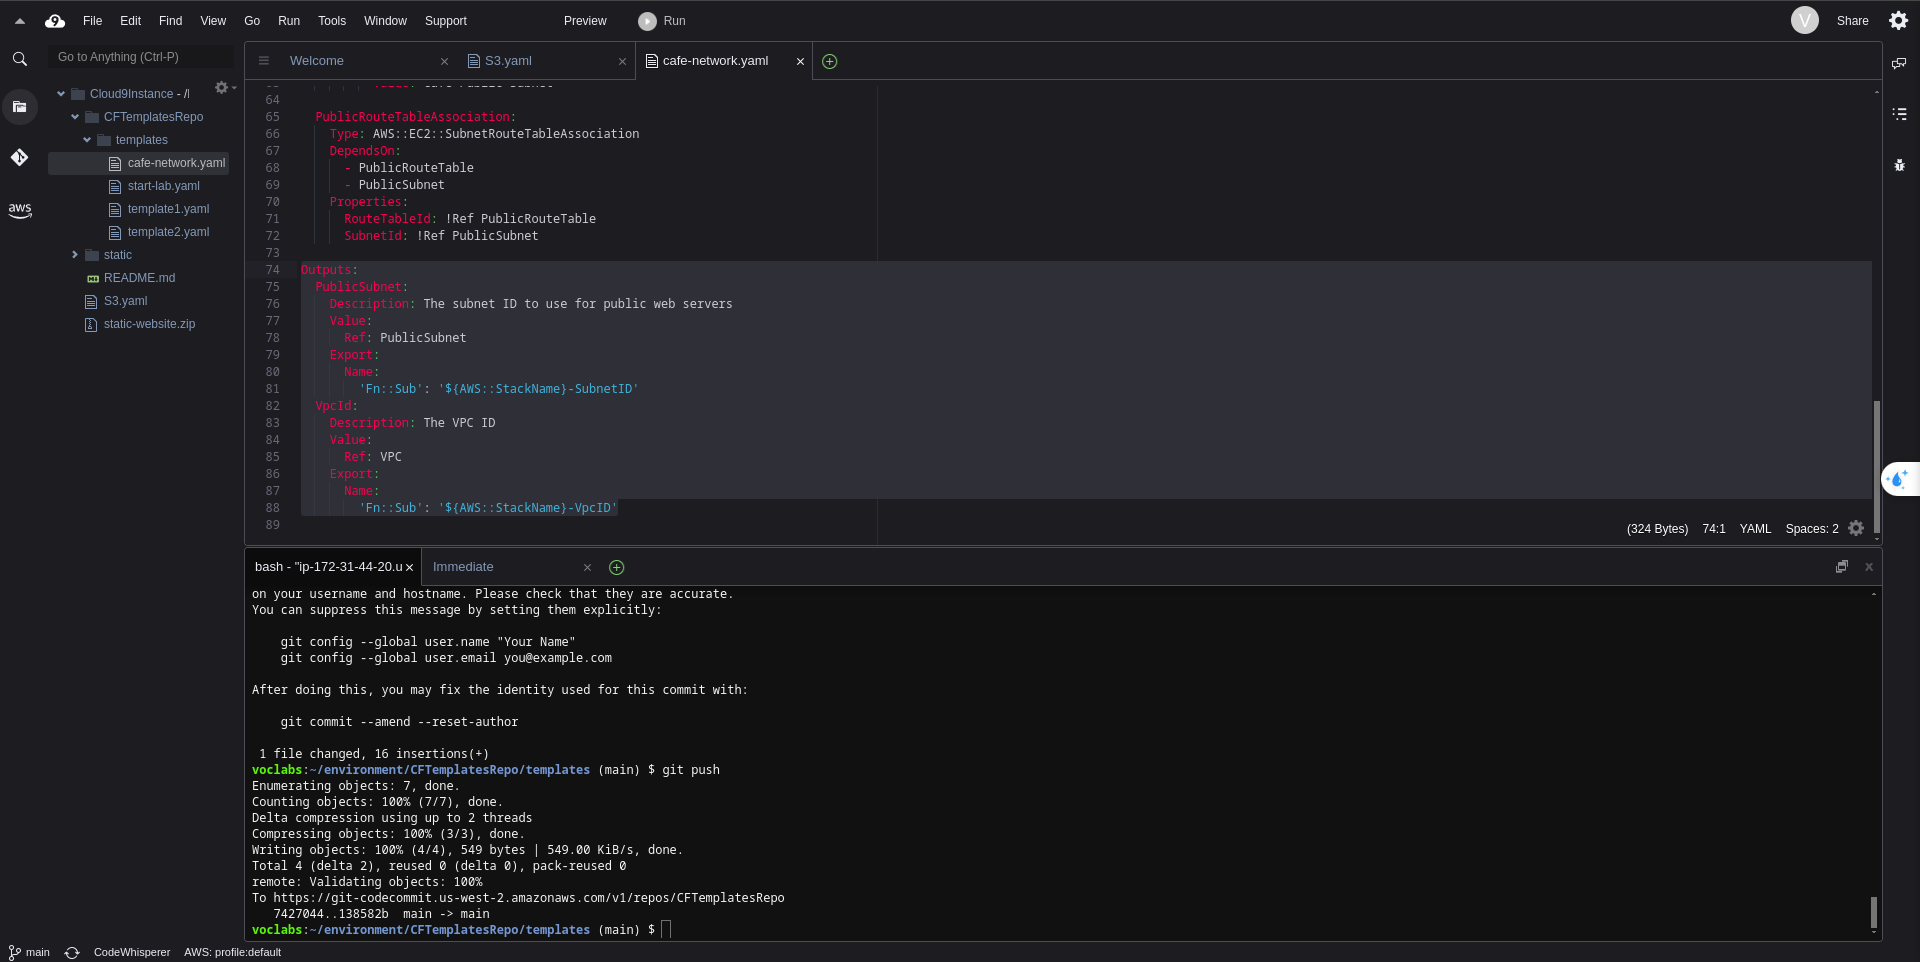 File Edit Find View Go Run Tools Window Support Preview Run V Share
Go to Anything (Ctrl-P)
Cloud9Instance - /
CFTemplatesRepo
templates
cafe-network.yaml
start-lab.yaml
template1.yaml
template2.yaml
static
README.md
S3.yaml
static-website.zip
aws
Welcome S3.yaml cafe-network.yaml
64
65 PublicRouteTableAssociation:
66 Type: AWS::EC2::SubnetRouteTableAssociation
67 DependsOn:
68 - PublicRouteTable
69 - PublicSubnet
70 Properties:
71 RouteTableId: !Ref PublicRouteTable
72 SubnetId: !Ref PublicSubnet
73
74 Outputs:
75 PublicSubnet:
76 Description: The subnet ID to use for public web servers
77 Value:
78 Ref: PublicSubnet
79 Export:
80 Name:
81 'Fn::Sub': '${AWS::StackName}-SubnetID'
82 VpcId:
83 Description: The VPC ID
84 Value:
85 Ref: VPC
86 Export:
87 Name:
88 'Fn::Sub': '${AWS::StackName}-VpcID'
89
(324 Bytes) 74:1 YAML Spaces: 2
bash - "ip-172-31-44-20.u Immediate
on your username and hostname. Please check that they are accurate.
You can suppress this message by setting them explicitly:
git config --global user.name "Your Name"
git config --global user.email you@example.com
After doing this, you may fix the identity used for this commit with:
git commit --amend --reset-author
1 file changed, 16 insertions(+)
voclabs:~/environment/CFTemplatesRepo/templates (main) $ git push
Enumerating objects: 7, done.
Counting objects: 100% (7/7), done.
Delta compression using up to 2 threads
Compressing objects: 100% (3/3), done.
Writing objects: 100% (4/4), 549 bytes | 549.00 KiB/s, done.
Total 4 (delta 2), reused 0 (delta 0), pack-reused 0
remote: Validating objects: 100%
To https://git-codecommit.us-west-2.amazonaws.com/v1/repos/CFTemplatesRepo
7427044..138582b main -> main
voclabs:~/environment/CFTemplatesRepo/templates (main) $
main CodeWhisperer AWS: profile:default